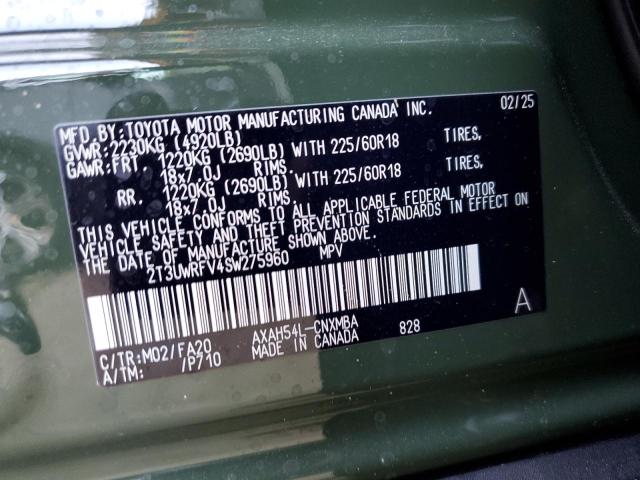 MFD.BY:TOYOTA MOTOR MANUFACTURING CANADA INC. 02/25
GVWR:2230KG (4920LB)
GAWR:FRT 1220KG (2690LB) WITH 225/60R18 TIRES,
18x7.0J RIMS.
RR. 1220KG (2690LB) WITH 225/60R18 TIRES,
18x7.0J RIMS.
THIS VEHICLE CONFORMS TO ALL APPLICABLE FEDERAL MOTOR
VEHICLE SAFETY AND THEFT PREVENTION STANDARDS IN EFFECT ON
THE DATE OF MANUFACTURE SHOWN ABOVE.
2T3UWRFV4SW275960 MPV
A
C/TR:M02/FA20 AXAH54L-CNXMBA 828
A/TM: /P710 MADE IN CANADA